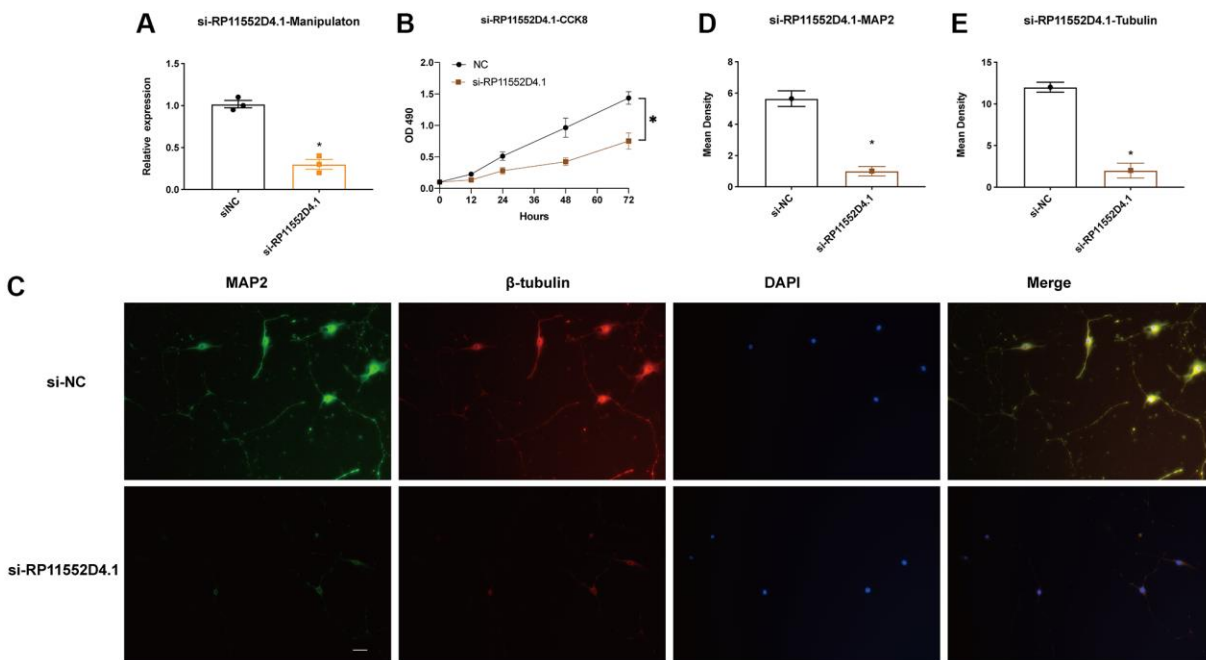 A
si-RP11552D4.1-Manipulaton
Relative expression
1.5
1.0
0.5
0.0
*
siNC
si-RP11552D4.1
B
si-RP11552D4.1-CCK8
NC
si-RP11552D4.1
OD 490
2.0
1.5
1.0
0.5
0.0
*
0 12 24 36 48 60 72
Hours
D
si-RP11552D4.1-MAP2
Mean Density
8
6
4
2
0
*
si-NC
si-RP11552D4.1
E
si-RP11552D4.1-Tubulin
Mean Density
15
10
5
0
*
si-NC
si-RP11552D4.1
C
MAP2 β-tubulin DAPI Merge
si-NC
si-RP11552D4.1